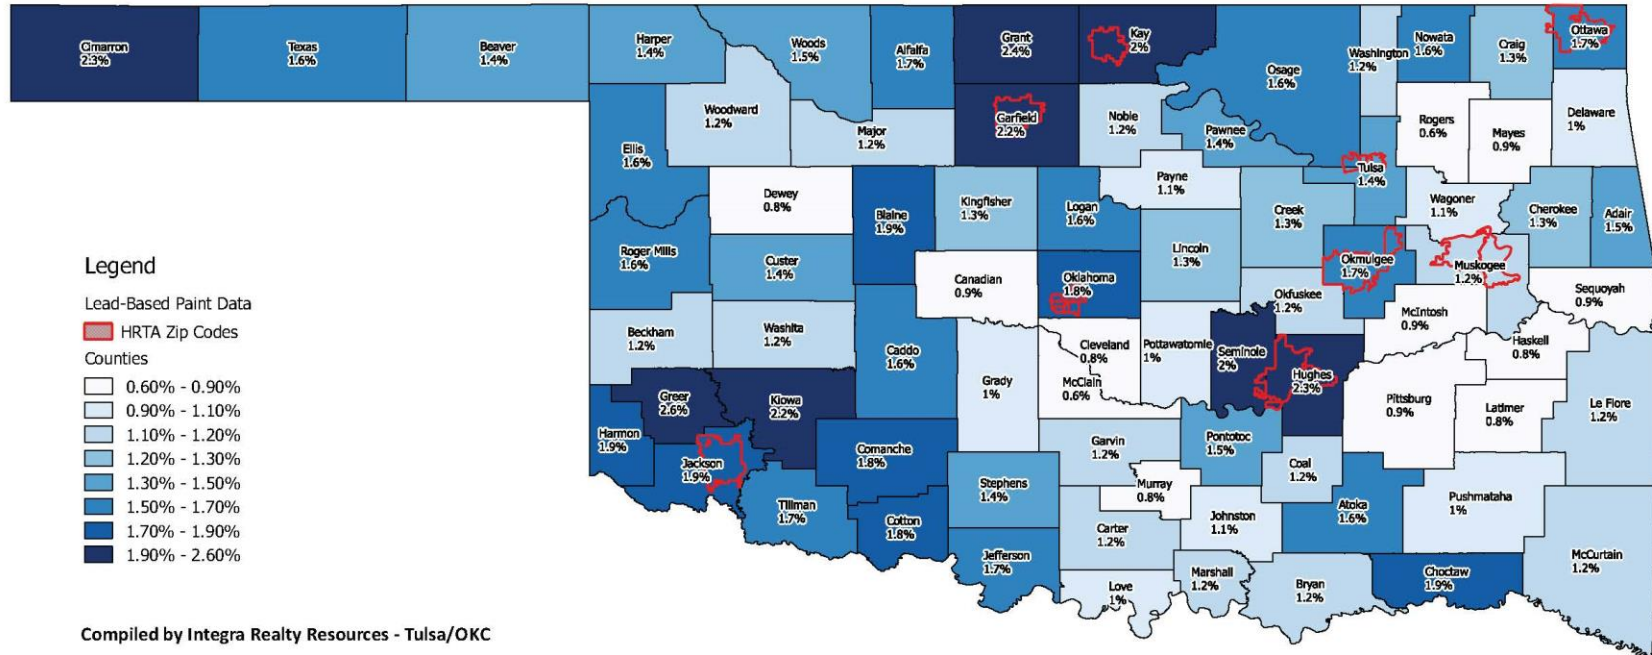 Cimarron
2.3%
Texas
1.6%
Beaver
1.4%
Harper
1.4%
Woods
1.5%
Alfalfa
1.7%
Grant
2.4%
Kay
2%
Osage
1.6%
Washington
1.2%
Nowata
1.6%
Craig
1.3%
Ottawa
1.7%
Woodward
1.2%
Major
1.2%
Garfield
2.2%
Noble
1.2%
Pawnee
1.4%
Rogers
0.6%
Mayes
0.9%
Delaware
1%
Ellis
1.6%
Dewey
0.8%
Blaine
1.9%
Kingfisher
1.3%
Logan
1.6%
Payne
1.1%
Creek
1.3%
Tulsa
1.4%
Wagoner
1.1%
Cherokee
1.3%
Adair
1.5%
Roger Mills
1.6%
Custer
1.4%
Canadian
0.9%
Oklahoma
1.8%
Lincoln
1.3%
Okfuskee
1.2%
Okmulgee
1.7%
Muskogee
1.2%
Sequoyah
0.9%
McIntosh
0.9%
Haskell
0.8%
Beckham
1.2%
Washita
1.2%
Caddo
1.6%
Grady
1%
Cleveland
0.8%
McClain
0.6%
Pottawatomie
1%
Seminole
2%
Hughes
2.3%
Pittsburg
0.9%
Latimer
0.8%
Le Flore
1.2%
Greer
2.6%
Kiowa
2.2%
Harmon
1.9%
Jackson
1.9%
Comanche
1.8%
Tillman
1.7%
Cotton
1.8%
Stephens
1.4%
Jefferson
1.7%
Garvin
1.2%
Murray
0.8%
Pontotoc
1.5%
Coal
1.2%
Carter
1.2%
Johnston
1.1%
Atoka
1.6%
Pushmataha
1%
Love
1%
Marshall
1.2%
Bryan
1.2%
Choctaw
1.9%
McCurtain
1.2%
Legend
Lead-Based Paint Data
HRTA Zip Codes
Counties
0.60% - 0.90%
0.90% - 1.10%
1.10% - 1.20%
1.20% - 1.30%
1.30% - 1.50%
1.50% - 1.70%
1.70% - 1.90%
1.90% - 2.60%
Compiled by Integra Realty Resources - Tulsa/OKC